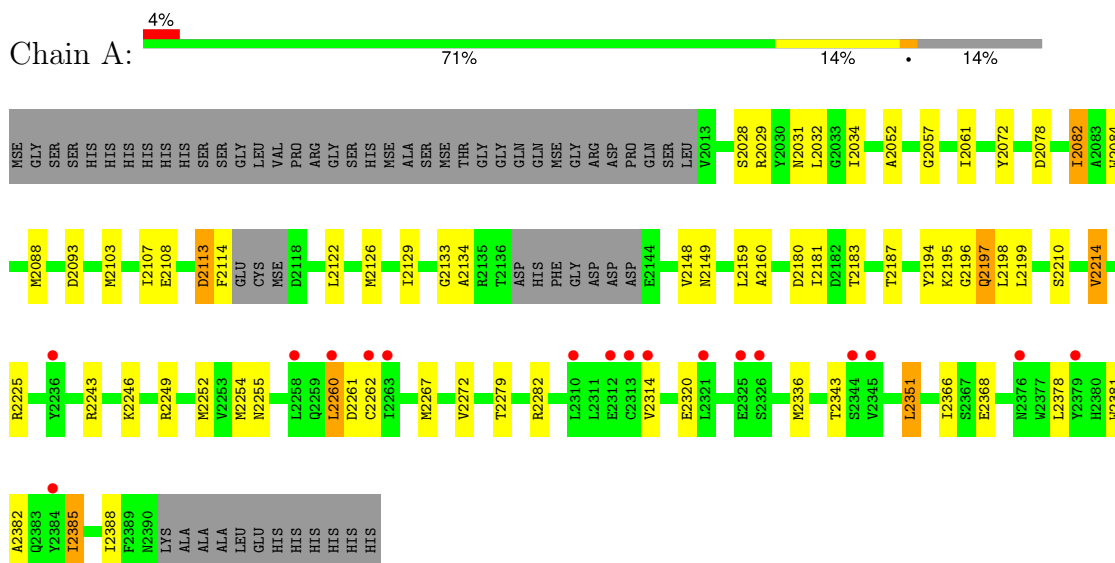 4%
Chain A:
71% 14% • 14%
MSE GLY SER SER HIS HIS HIS HIS HIS HIS SER SER GLY LEU VAL PRO ARG GLY SER HIS MSE ALA SER MSE THR GLY GLY GLN GLN MSE GLY ARG ASP PRO GLN SER LEU V2013 S2028 R2029 Y2030 N2031 L2032 G2033 I2034 A2052 G2057 I2061 Y2072 D2078 I2082 A2083 W2084
M2088 D2093 M2103 I2107 E2108 D2113 F2114 GLU CYS MSE D2118 L2122 M2126 I2129 G2133 A2134 R2135 T2136 ASP HIS PHE GLY ASP ASP ASP E2144 V2148 N2149 L2159 A2160 D2180 I2181 D2182 T2183 T2187 Y2194 K2195 G2196 Q2197 L2198 L2199 S2210 V2214
R2225 Y2236 R2243 K2246 R2249 M2252 V2253 M2254 N2255 L2258 Q2259 L2260 D2261 C2262 I2263 M2267 V2272 T2279 R2282 L2310 L2311 E2312 C2313 V2314 E2320 L2321 E2325 S2326 M2336 T2343 S2344 V2345 L2351 I2366 S2367 E2368 N2376 W2377 L2378 Y2379 H2380 W2381
A2382 Q2383 Y2384 I2385 I2388 F2389 N2390 LYS ALA ALA ALA LEU GLU HIS HIS HIS HIS HIS HIS